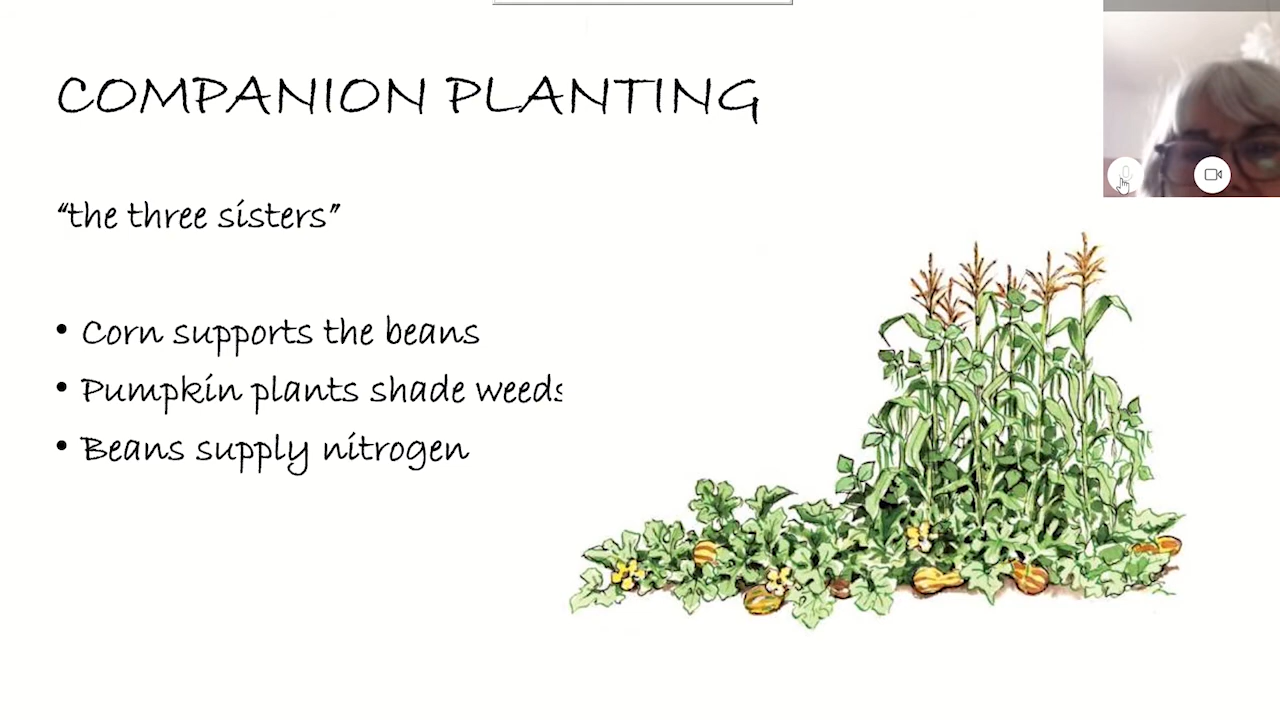 COMPANION PLANTING
“the three sisters”
• Corn supports the beans
• Pumpkin plants shade weeds
• Beans supply nitrogen